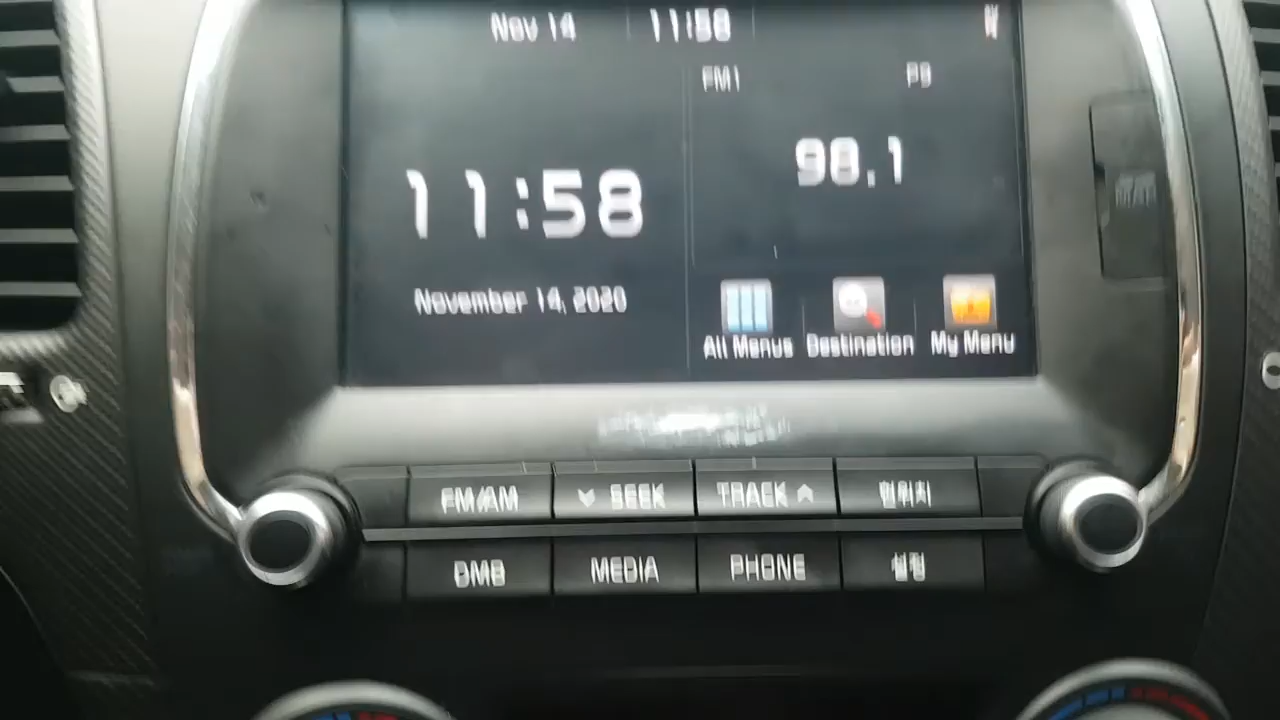 Nov 14 11:58
FM1
98.1
11:58
November 14, 2020
All Menus Destination My Menu
FM/AM SEEK TRACK 현위치
DMB MEDIA PHONE 설정